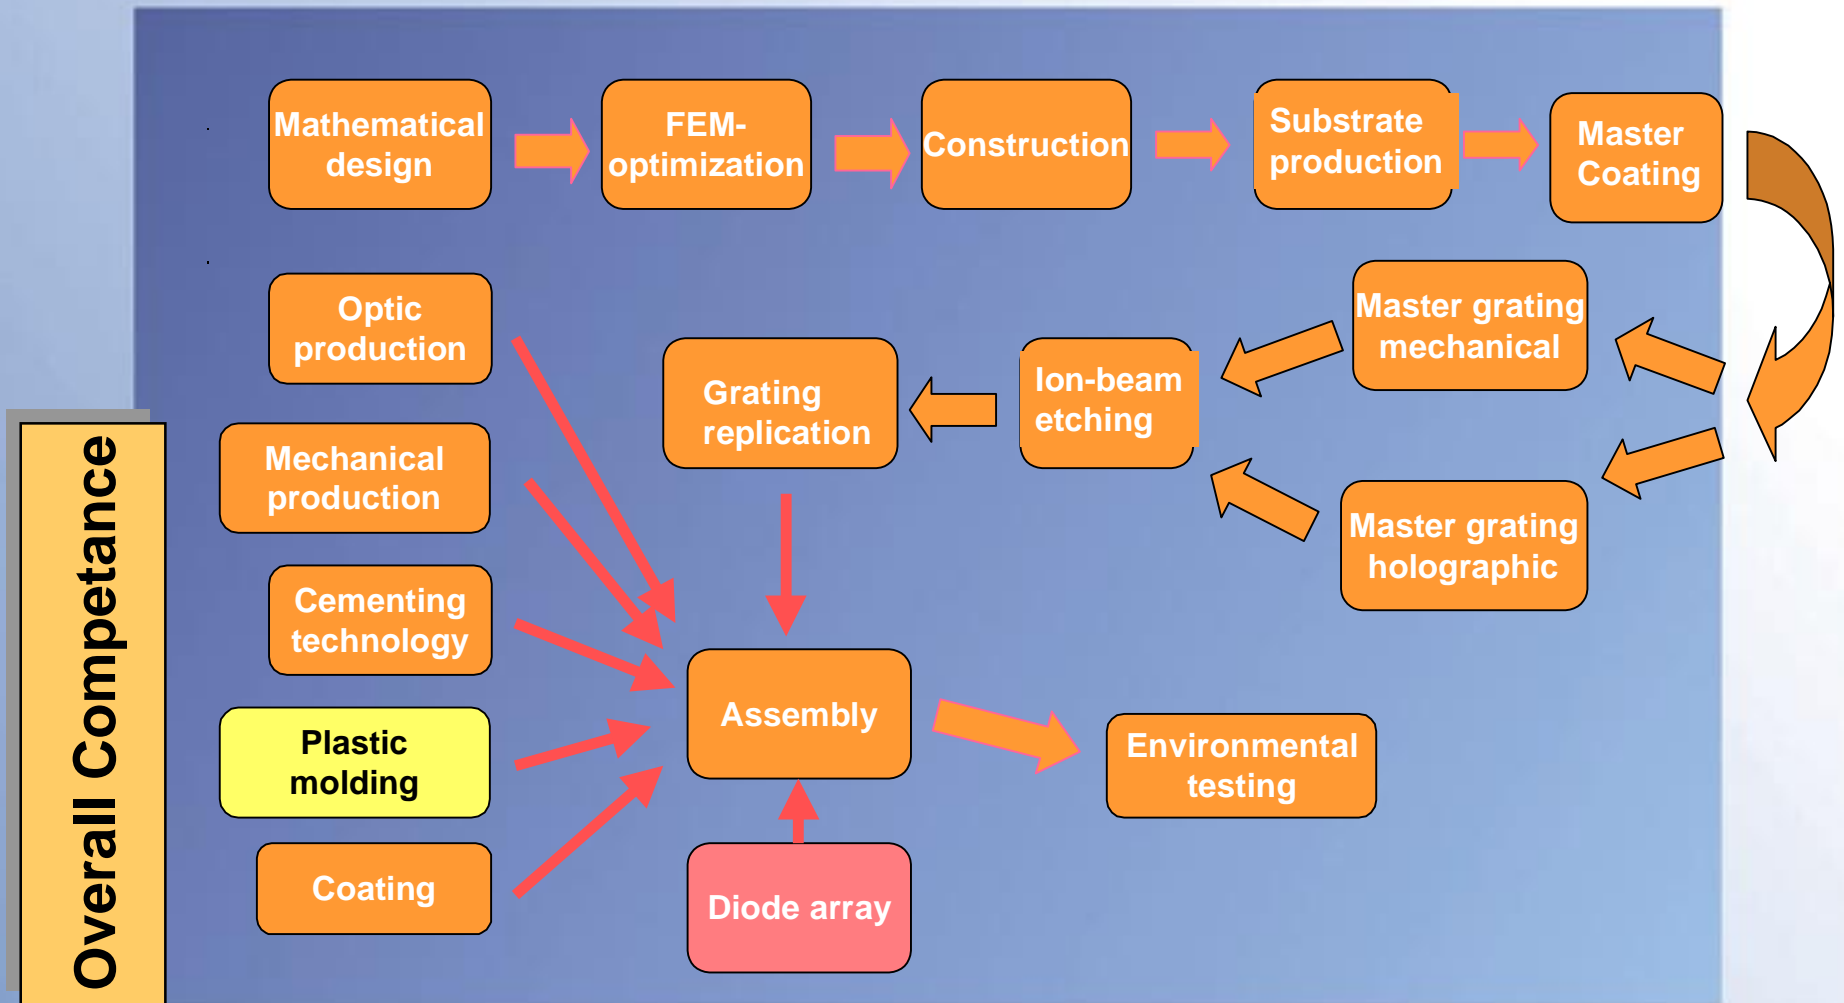 Mathematical
design
FEM-
optimization
Construction
Substrate
production
Master
Coating
Optic
production
Master grating
mechanical
Ion-beam
etching
Grating
replication
Mechanical
production
Master grating
holographic
Cementing
technology
Assembly
Plastic
molding
Environmental
testing
Coating
Diode array
Overall Competance